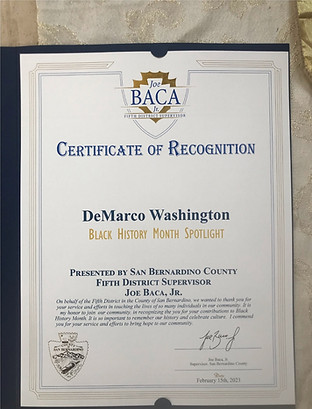 Joe
BACA
Jr.
FIFTH DISTRICT SUPERVISOR
CERTIFICATE OF RECOGNITION
DeMarco Washington
BLACK HISTORY MONTH SPOTLIGHT
PRESENTED BY SAN BERNARDINO COUNTY
FIFTH DISTRICT SUPERVISOR
JOE BACA, JR.
On behalf of the Fifth District in the County of San Bernardino, we wanted to thank you for
your service and efforts in touching the lives of so many individuals in our community. It is
my honor to join our community, in recognizing the you for your contributions to Black
History Month. It is so important to remember our history and celebrate culture. I commend
you for your service and efforts to bring hope to our community.
SAN BERNARDINO
Joe Baca, Jr.
Supervisor, San Bernardino County
February 15th, 2023